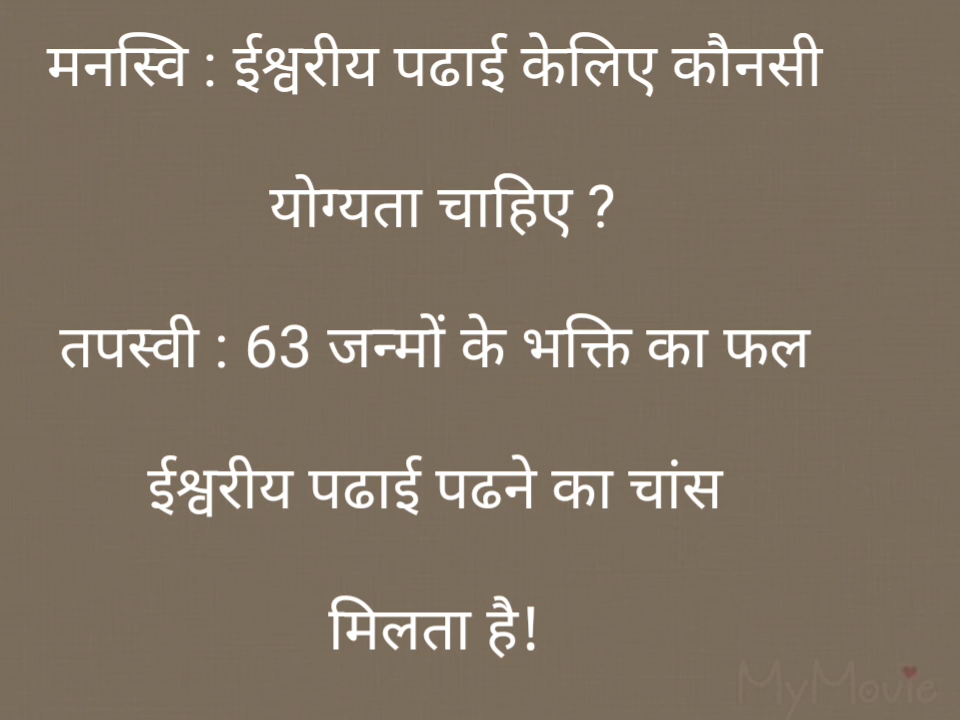 मनस्वि : ईश्वरीय पढाई केलिए कौनसी
योग्यता चाहिए ?
तपस्वी : 63 जन्मों के भक्ति का फल
ईश्वरीय पढाई पढने का चांस
मिलता है!
MyMovie